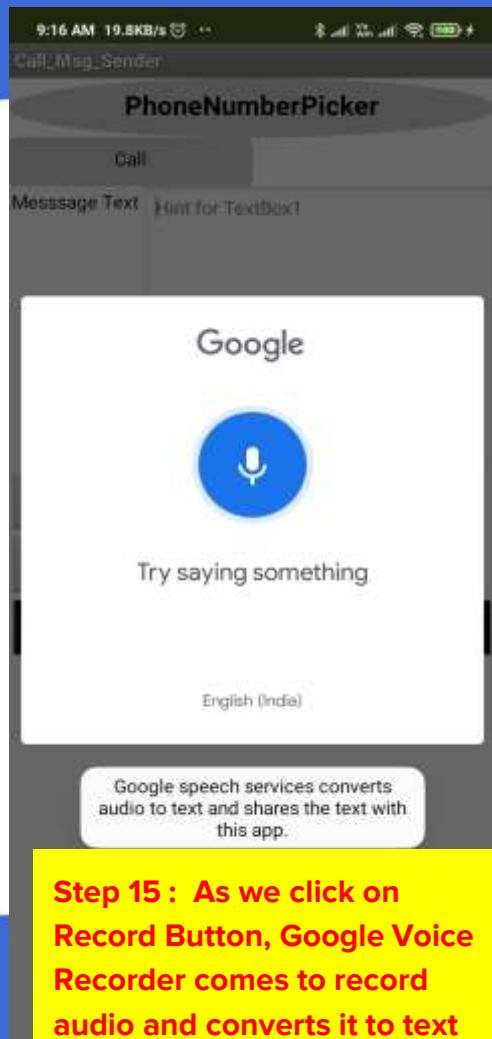 9:16 AM 19.8KB/s
Call_Msg_Sender
PhoneNumberPicker
Call
Messsage Text Hint for TextBox1
Google
Try saying something
English (India)
Google speech services converts
audio to text and shares the text with
this app.
Step 15 : As we click on
Record Button, Google Voice
Recorder comes to record
audio and converts it to text